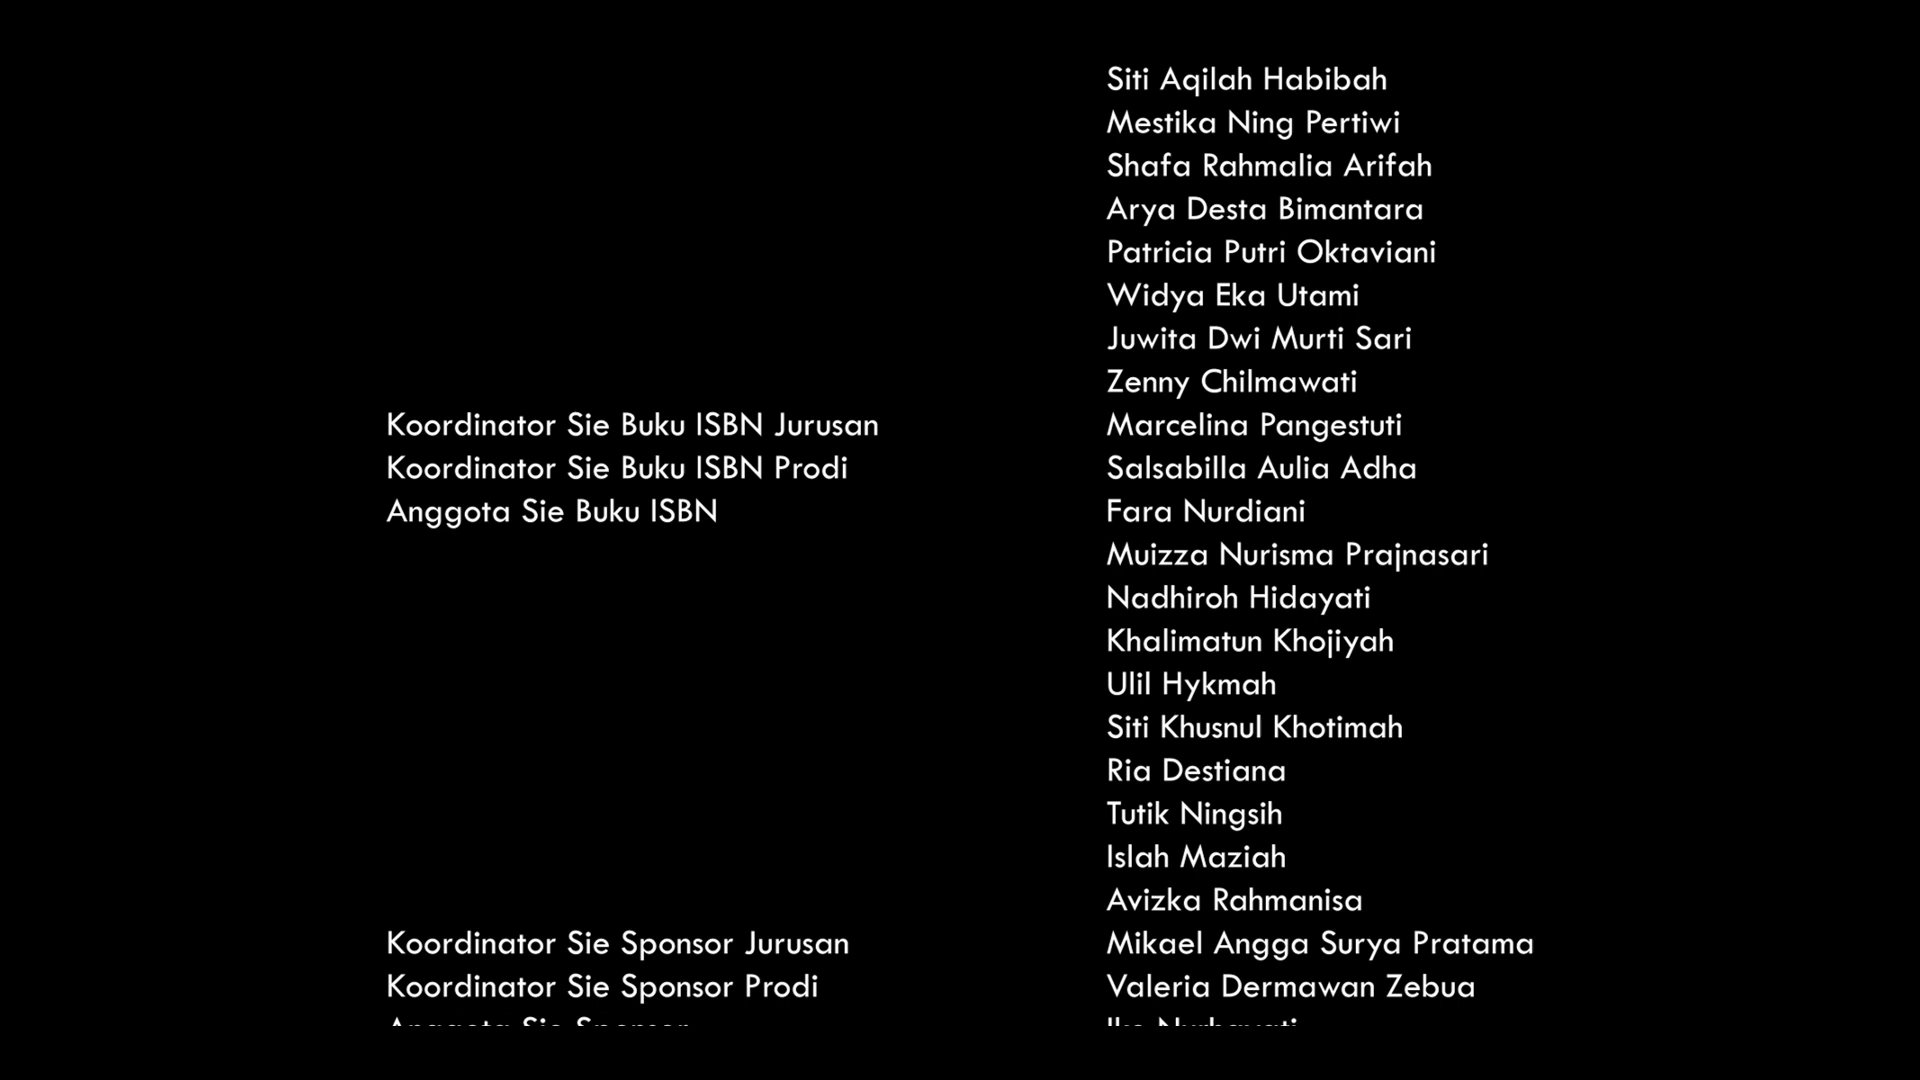 Siti Aqilah Habibah
Mestika Ning Pertiwi
Shafa Rahmalia Arifah
Arya Desta Bimantara
Patricia Putri Oktaviani
Widya Eka Utami
Juwita Dwi Murti Sari
Zenny Chilmawati
Koordinator Sie Buku ISBN Jurusan Marcelina Pangestuti
Koordinator Sie Buku ISBN Prodi Salsabilla Aulia Adha
Anggota Sie Buku ISBN Fara Nurdiani
Muizza Nurisma Prajnasari
Nadhiroh Hidayati
Khalimatun Khojiyah
Ulil Hykmah
Siti Khusnul Khotimah
Ria Destiana
Tutik Ningsih
Islah Maziah
Avizka Rahmanisa
Koordinator Sie Sponsor Jurusan Mikael Angga Surya Pratama
Koordinator Sie Sponsor Prodi Valeria Dermawan Zebua
Anggota Sie Sponsor